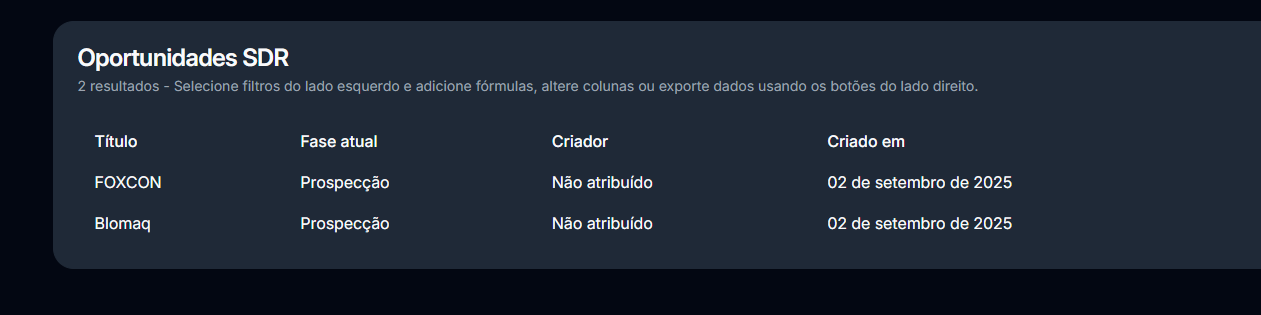 Oportunidades SDR
2 resultados - Selecione filtros do lado esquerdo e adicione fórmulas, altere colunas ou exporte dados usando os botões do lado direito.
Título Fase atual Criador Criado em
FOXCON Prospecção Não atribuído 02 de setembro de 2025
Blomaq Prospecção Não atribuído 02 de setembro de 2025